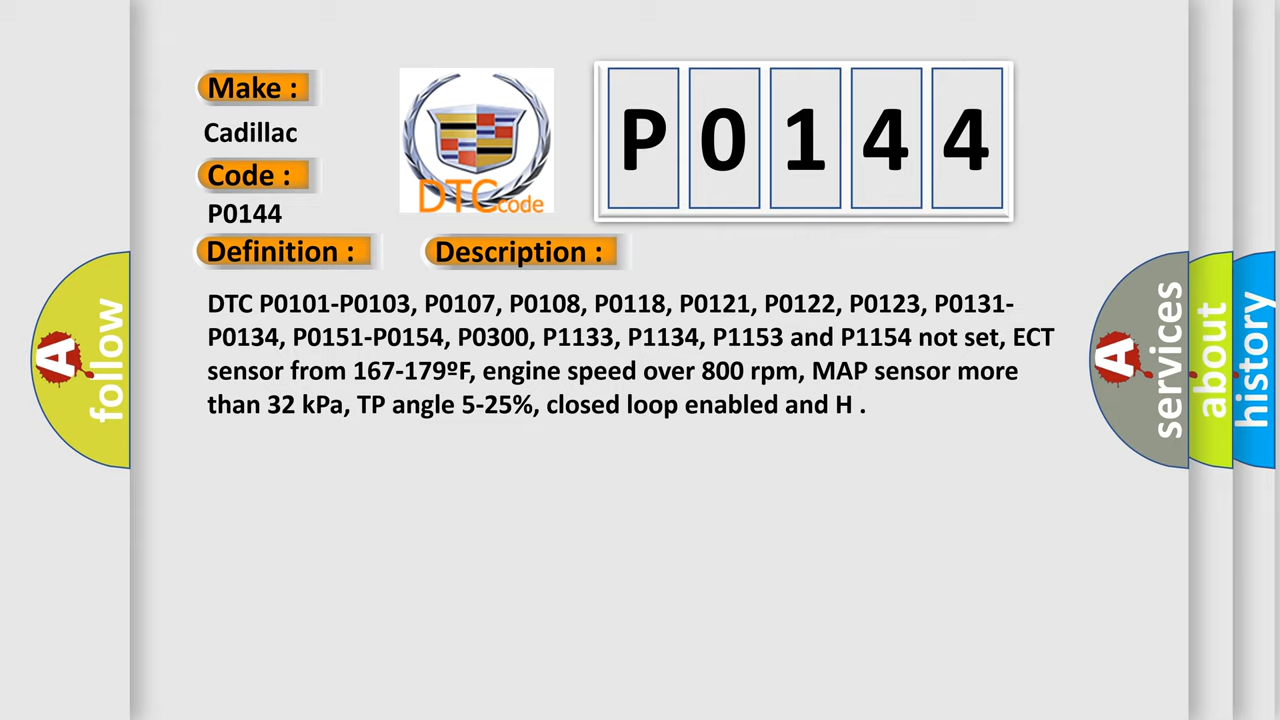 Make :
Cadillac
Code :
P0144
Definition :
Description :
DTC code
P0144
DTC P0101-P0103, P0107, P0108, P0118, P0121, P0122, P0123, P0131-
P0134, P0151-P0154, P0300, P1133, P1134, P1153 and P1154 not set, ECT
sensor from 167-179ºF, engine speed over 800 rpm, MAP sensor more
than 32 kPa, TP angle 5-25%, closed loop enabled and H .
A
follow
A
services
about
history